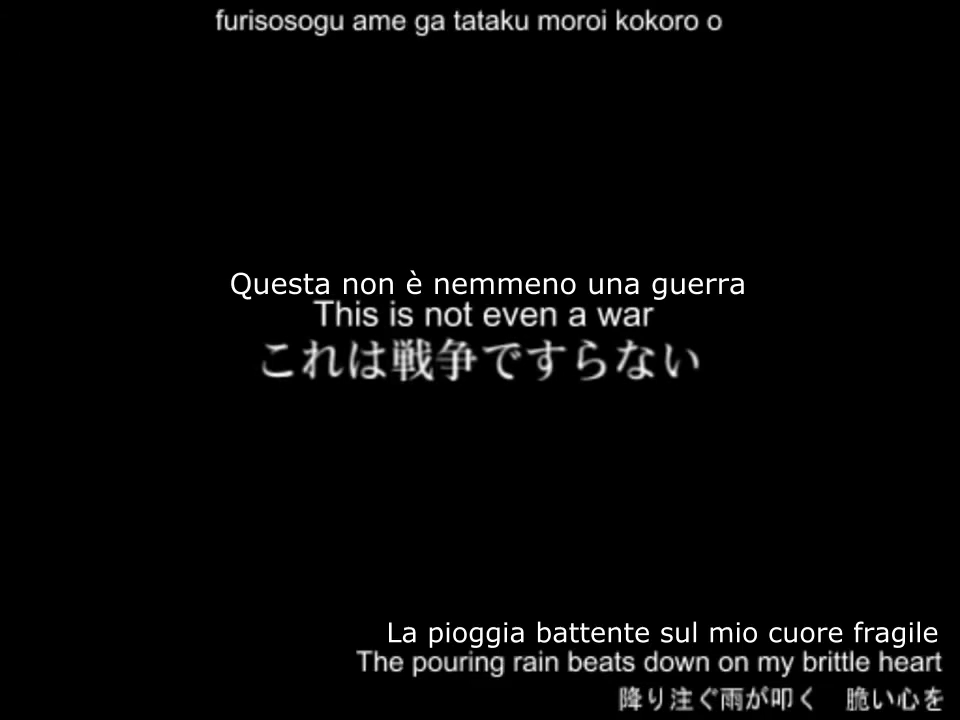 furisosogu ame ga tataku moroi kokoro o
Questa non è nemmeno una guerra
This is not even a war
これは戦争ですらない
La pioggia battente sul mio cuore fragile
The pouring rain beats down on my brittle heart
降り注ぐ雨が叩く　脆い心を